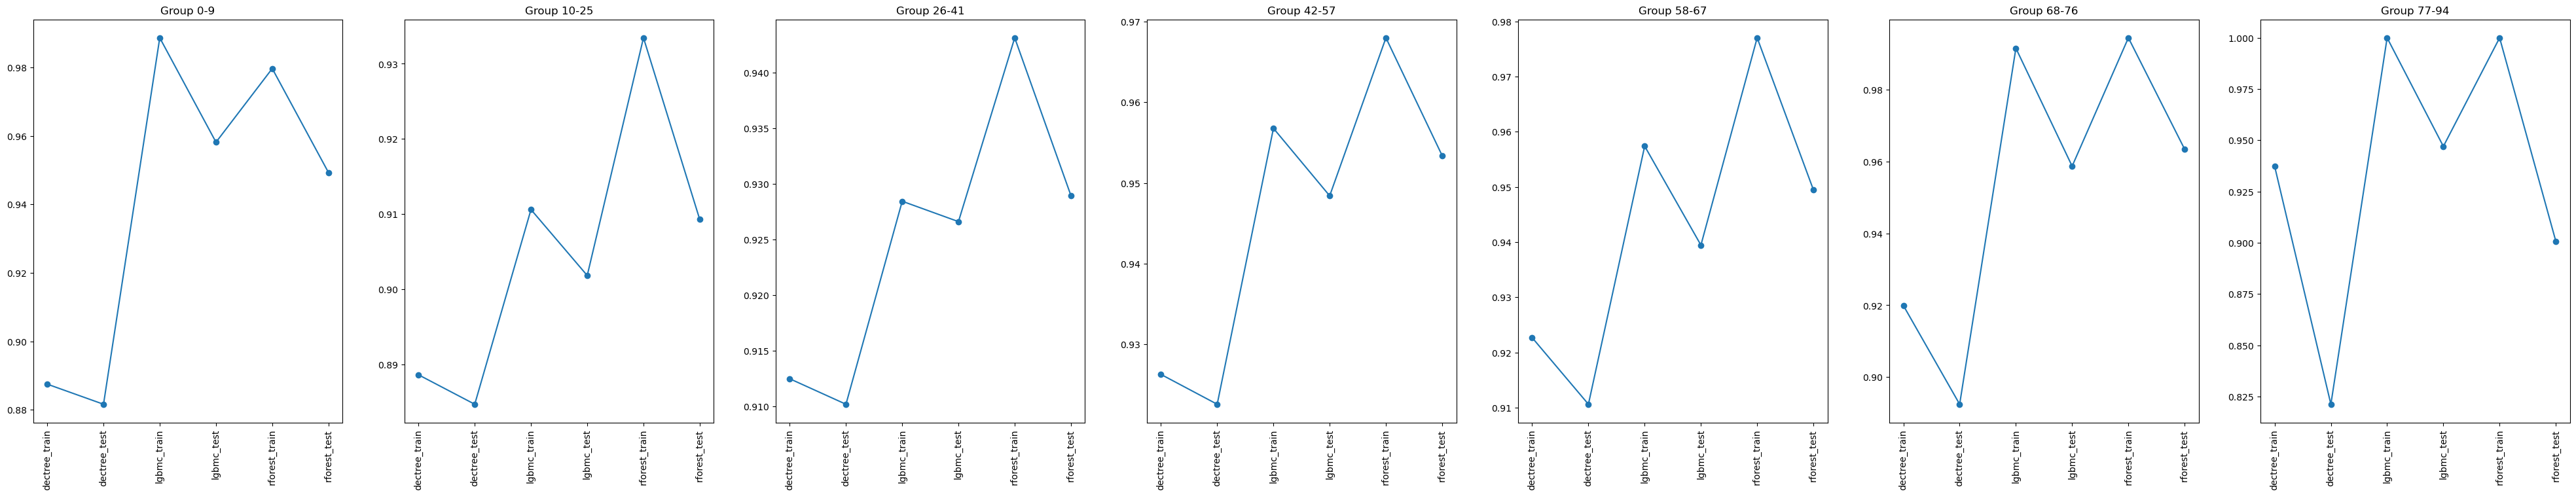 Group 0-9
0.98
0.96
0.94
0.92
0.90
0.88
dectree_train
dectree_test
lgbmc_train
lgbmc_test
rforest_train
rforest_test
Group 10-25
0.93
0.92
0.91
0.90
0.89
dectree_train
dectree_test
lgbmc_train
lgbmc_test
rforest_train
rforest_test
Group 26-41
0.940
0.935
0.930
0.925
0.920
0.915
0.910
dectree_train
dectree_test
lgbmc_train
lgbmc_test
rforest_train
rforest_test
Group 42-57
0.97
0.96
0.95
0.94
0.93
dectree_train
dectree_test
lgbmc_train
lgbmc_test
rforest_train
rforest_test
Group 58-67
0.98
0.97
0.96
0.95
0.94
0.93
0.92
0.91
dectree_train
dectree_test
lgbmc_train
lgbmc_test
rforest_train
rforest_test
Group 68-76
0.98
0.96
0.94
0.92
0.90
dectree_train
dectree_test
lgbmc_train
lgbmc_test
rforest_train
rforest_test
Group 77-94
1.000
0.975
0.950
0.925
0.900
0.875
0.850
0.825
dectree_train
dectree_test
lgbmc_train
lgbmc_test
rforest_train
rforest_test